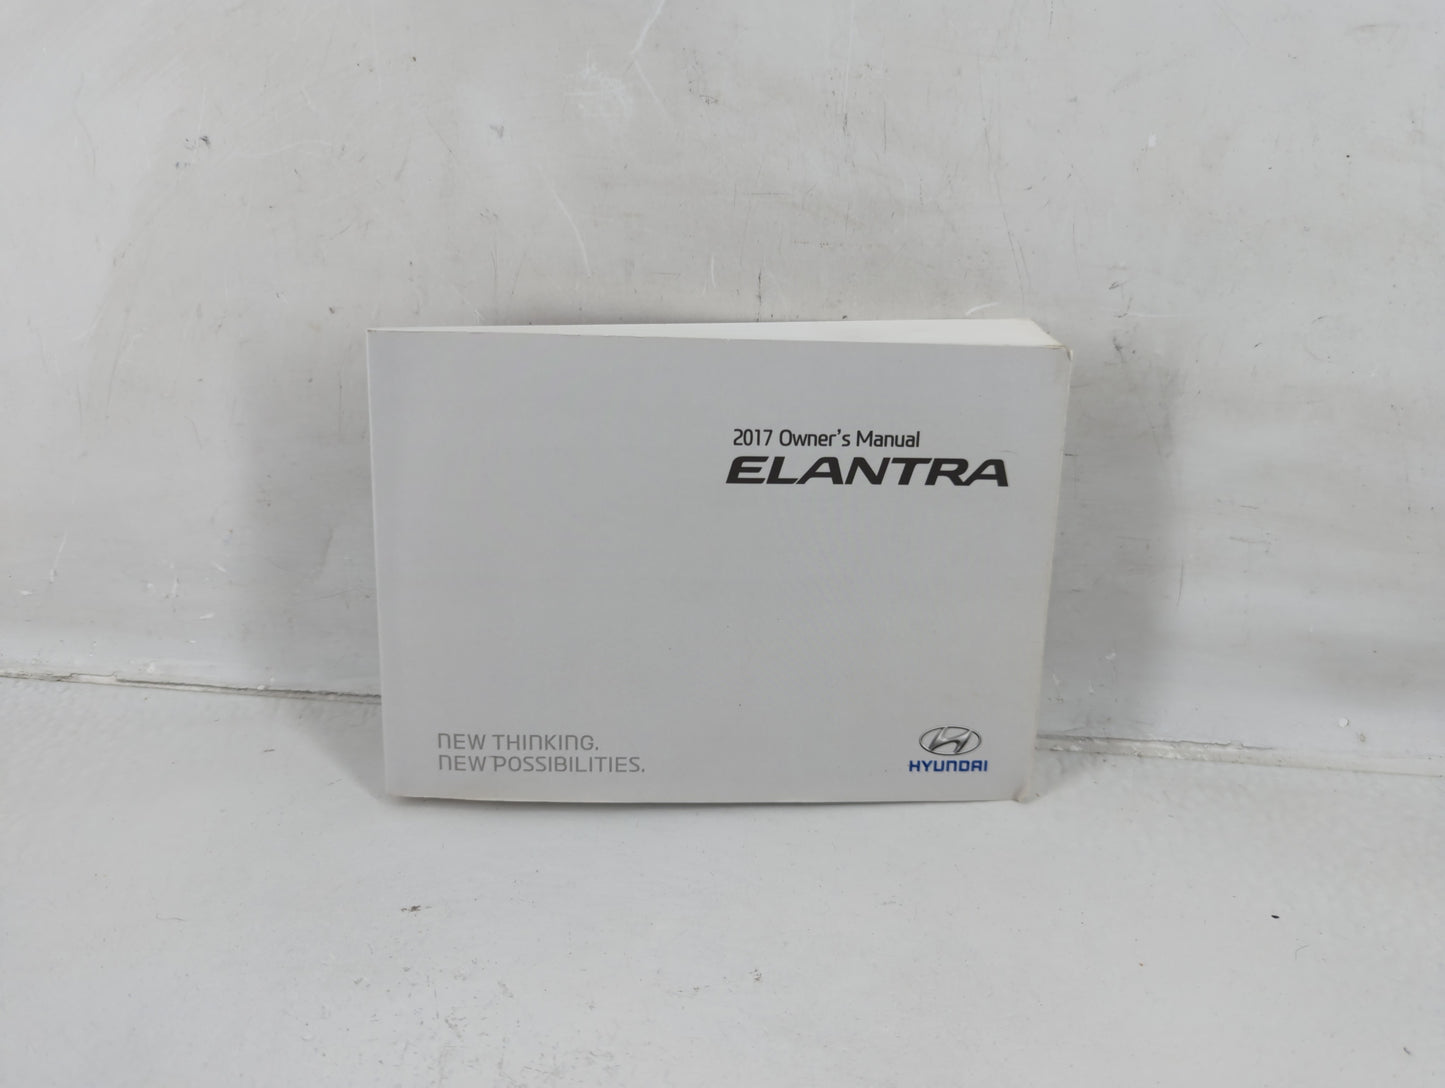 2017 Owner's Manual
ELANTRA
NEW THINKING.
NEW POSSIBILITIES.
HYUNDAI